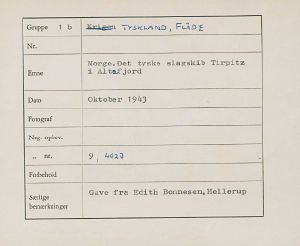 Gruppe 1 b Krigen TYSKLAND, FLÅDE
Nr.
Emne Norge.Det tyske slagskib Tirpitz
i Altafjord
Dato Oktober 1943
Fotograf
Neg. opbev.
„ nr. 9, 4027
Forbehold
Særlige Gave fra Edith Bonnesen,Hellerup
bemærkninger